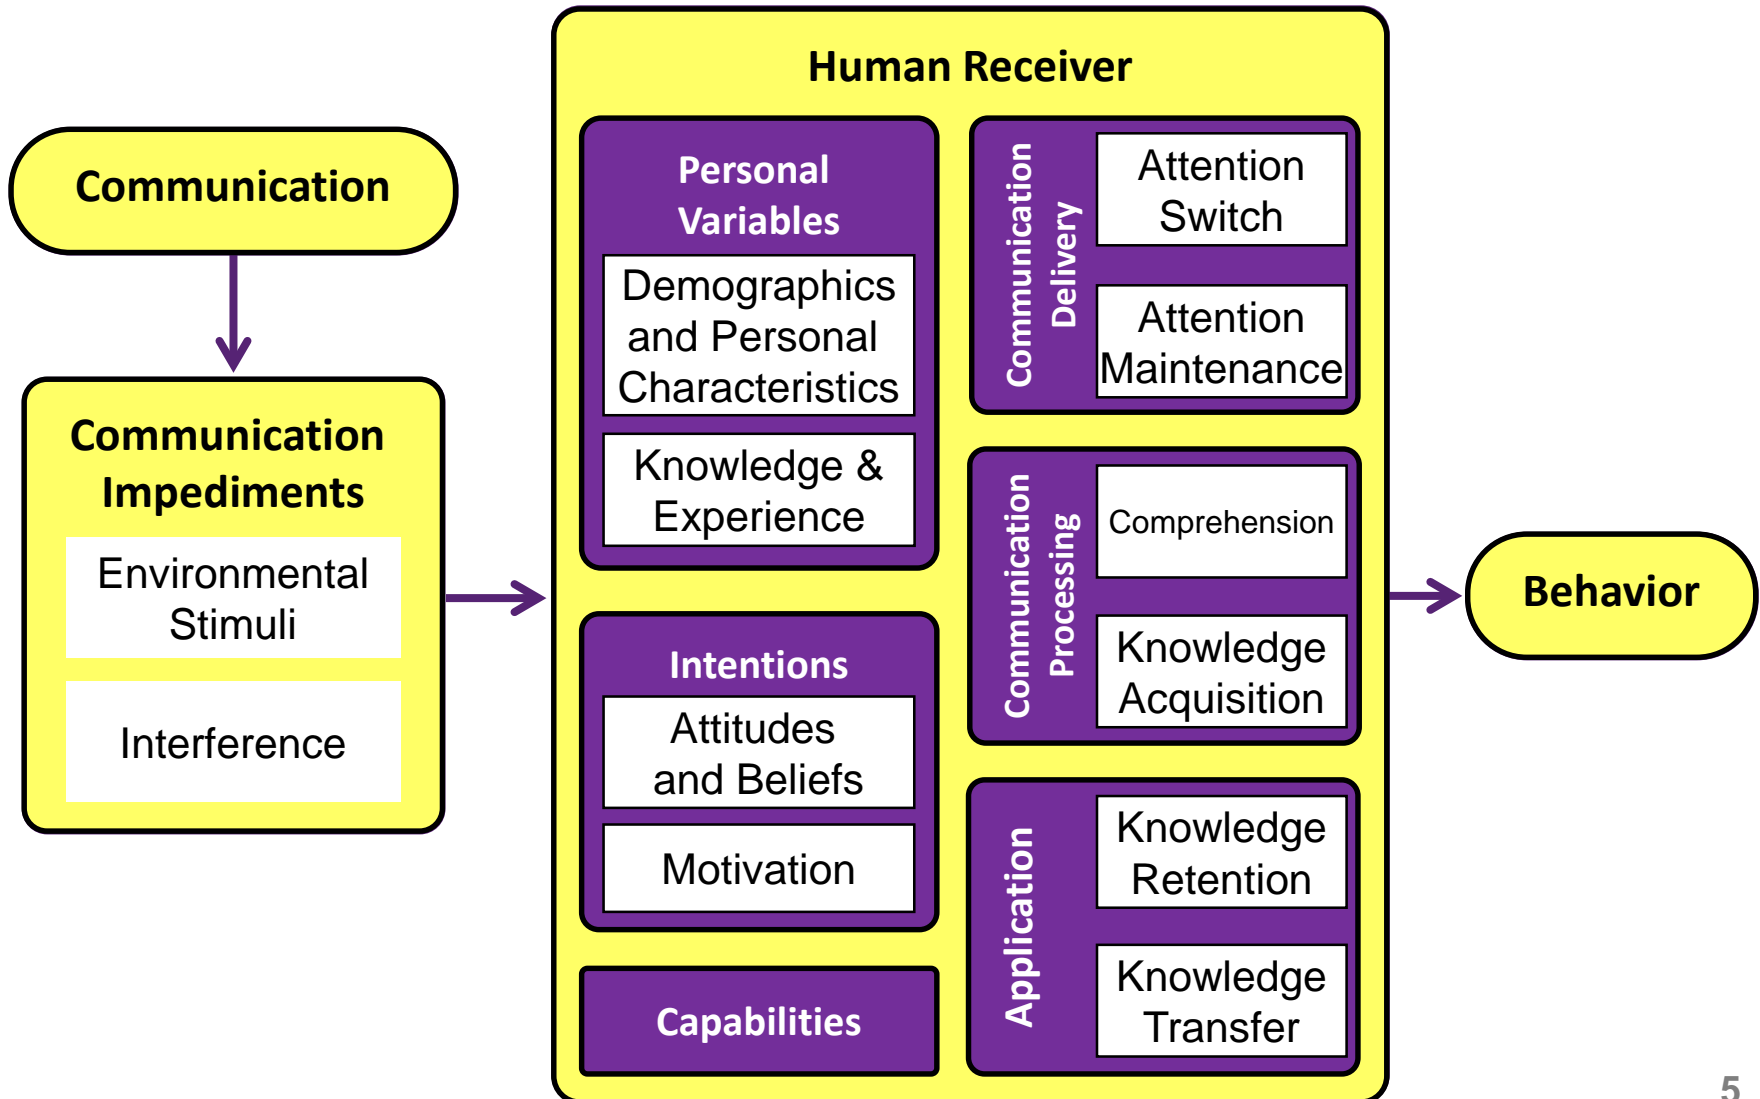 Human Receiver
Communication
Communication
Impediments
Environmental
Stimuli
Interference
Personal
Variables
Demographics
and Personal
Characteristics
Knowledge &
Experience
Intentions
Attitudes
and Beliefs
Motivation
Capabilities
Communication
Delivery
Attention
Switch
Attention
Maintenance
Communication
Processing
Comprehension
Knowledge
Acquisition
Application
Knowledge
Retention
Knowledge
Transfer
Behavior
5